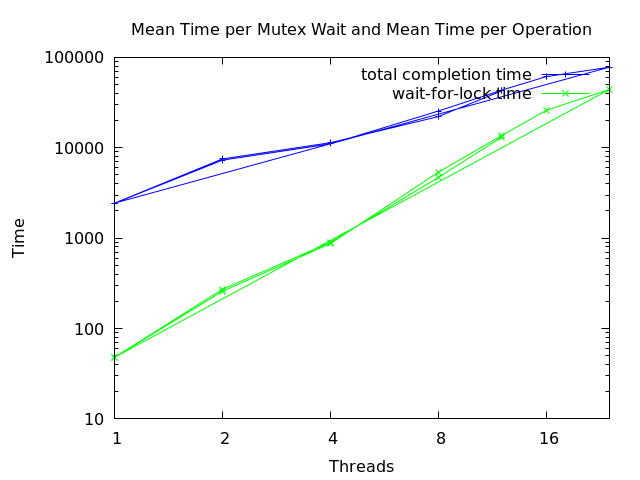 Mean Time per Mutex Wait and Mean Time per Operation
100000
10000
1000
100
10
Time
total completion time
wait-for-lock time
1 2 4 8 16
Threads